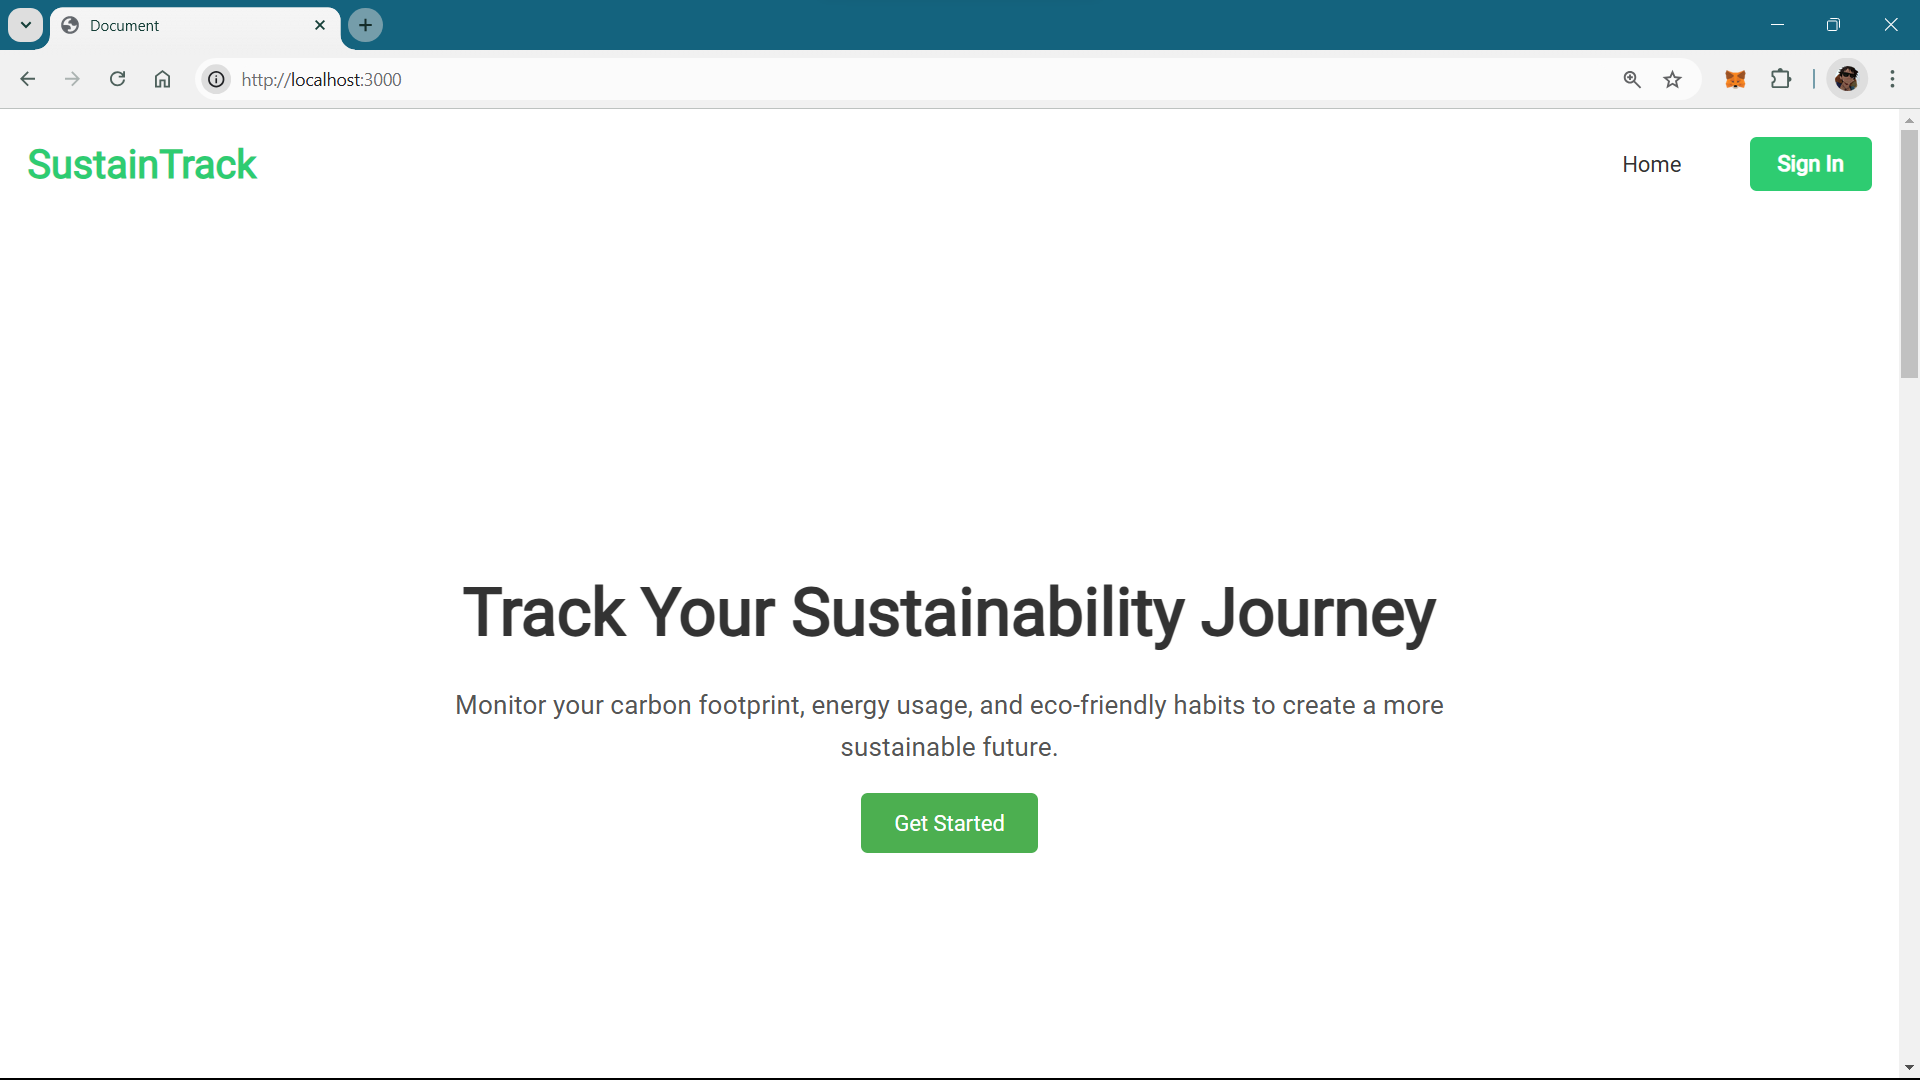 Document
http://localhost:3000
SustainTrack
Home
Sign In
Track Your Sustainability Journey
Monitor your carbon footprint, energy usage, and eco-friendly habits to create a more
sustainable future.
Get Started